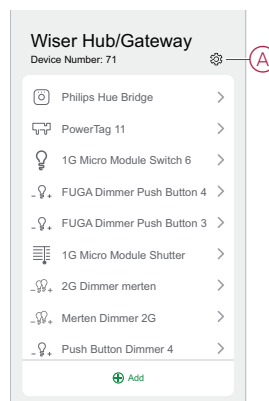 Wiser Hub/Gateway
Device Number: 71
A
Philips Hue Bridge
PowerTag 11
1G Micro Module Switch 6
FUGA Dimmer Push Button 4
FUGA Dimmer Push Button 3
1G Micro Module Shutter
2G Dimmer merten
Merten Dimmer 2G
Push Button Dimmer 4
Add